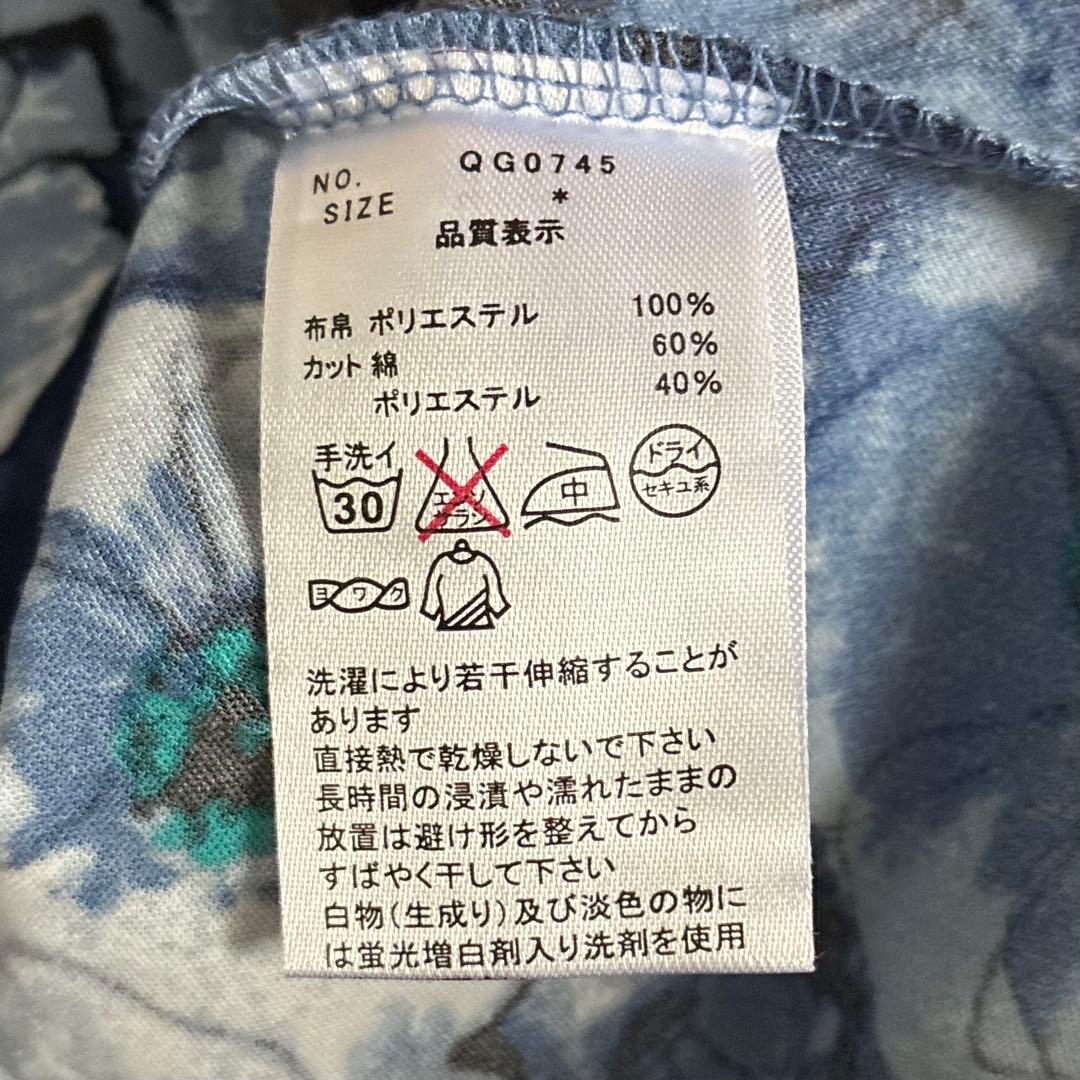 NO. QG0745
SIZE *
品質表示
布帛 ポリエステル 100%
カット 綿 60%
ポリエステル 40%
手洗イ
30
エンソ
サラシ
中
ドライ
セキユ系
ヨワク
洗濯により若干伸縮することが
あります
直接熱で乾燥しないで下さい
長時間の浸漬や濡れたままの
放置は避け形を整えてから
すばやく干して下さい
白物(生成り)及び淡色の物に
は蛍光増白剤入り洗剤を使用